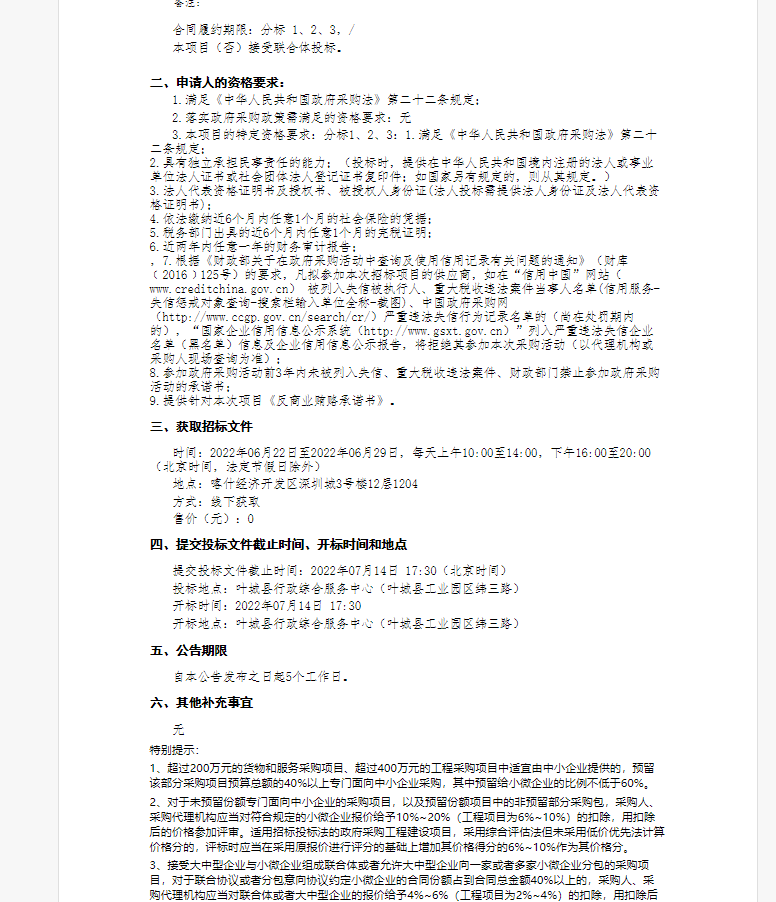 备注：
合同履约期限：分标 1、2、3，/
本项目（否）接受联合体投标。
二、申请人的资格要求：
1.满足《中华人民共和国政府采购法》第二十二条规定；
2.落实政府采购政策需满足的资格要求：无
3.本项目的特定资格要求：分标1、2、3：1.满足《中华人民共和国政府采购法》第二十
二条规定；
2.具有独立承担民事责任的能力；（投标时，提供在中华人民共和国境内注册的法人或事业
单位法人证书或社会团体法人登记证书复印件；如国家另有规定的，则从其规定。）
3.法人代表资格证明书及授权书、被授权人身份证(法人投标需提供法人身份证及法人代表资
格证明书)；
4.依法缴纳近6个月内任意1个月的社会保险的凭据；
5.税务部门出具的近6个月内任意1个月的完税证明；
6.近两年内任意一年的财务审计报告；
，7.根据《财政部关于在政府采购活动中查询及使用信用记录有关问题的通知》（财库
﹝2016﹞125号）的要求，凡拟参加本次招标项目的供应商，如在“信用中国”网站（
www.creditchina.gov.cn） 被列入失信被执行人、重大税收违法案件当事人名单(信用服务-
失信惩戒对象查询-搜索栏输入单位全称-截图)、中国政府采购网
（http://www.ccgp.gov.cn/search/cr/）严重违法失信行为记录名单的（尚在处罚期内
的），“国家企业信用信息公示系统（http://www.gsxt.gov.cn）”列入严重违法失信企业
名单（黑名单）信息及企业信用信息公示报告，将拒绝其参加本次采购活动（以代理机构或
采购人现场查询为准）；
8.参加政府采购活动前3年内未被列入失信、重大税收违法案件、财政部门禁止参加政府采购
活动的承诺书；
9.提供针对本次项目《反商业贿赂承诺书》。
三、获取招标文件
时间：2022年06月22日至2022年06月29日，每天上午10:00至14:00，下午16:00至20:00
（北京时间，法定节假日除外）
地点：喀什经济开发区深圳城3号楼12层1204
方式：线下获取
售价（元）：0
四、提交投标文件截止时间、开标时间和地点
提交投标文件截止时间：2022年07月14日 17:30（北京时间）
投标地点：叶城县行政综合服务中心（叶城县工业园区纬三路）
开标时间：2022年07月14日 17:30
开标地点：叶城县行政综合服务中心（叶城县工业园区纬三路）
五、公告期限
自本公告发布之日起5个工作日。
六、其他补充事宜
无
特别提示：
1、超过200万元的货物和服务采购项目、超过400万元的工程采购项目中适宜由中小企业提供的，预留
该部分采购项目预算总额的40%以上专门面向中小企业采购，其中预留给小微企业的比例不低于60%。
2、对于未预留份额专门面向中小企业的采购项目，以及预留份额项目中的非预留部分采购包，采购人、
采购代理机构应当对符合规定的小微企业报价给予10%~20%（工程项目为6%~10%）的扣除，用扣除
后的价格参加评审。适用招标投标法的政府采购工程建设项目，采用综合评估法但未采用低价优先法计算
价格分的，评标时应当在采用原报价进行评分的基础上增加其价格得分的6%~10%作为其价格分。
3、接受大中型企业与小微企业组成联合体或者允许大中型企业向一家或者多家小微企业分包的采购项
目，对于联合协议或者分包意向协议约定小微企业的合同份额占到合同总金额40%以上的，采购人、采
购代理机构应当对联合体或者大中型企业的报价给予4%~6%（工程项目为2%~4%）的扣除，用扣除后